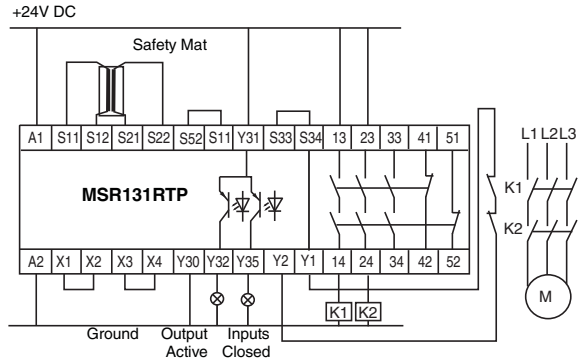 +24V DC
Safety Mat
A1 S11 S12 S21 S22 S52 S11 Y31 S33 S34 13 23 33 41 51
L1 L2 L3
MSR131RTP
K1
K2
A2 X1 X2 X3 X4 Y30 Y32 Y35 Y2 Y1 14 24 34 42 52
K1 K2
M
Ground Output Active Inputs Closed